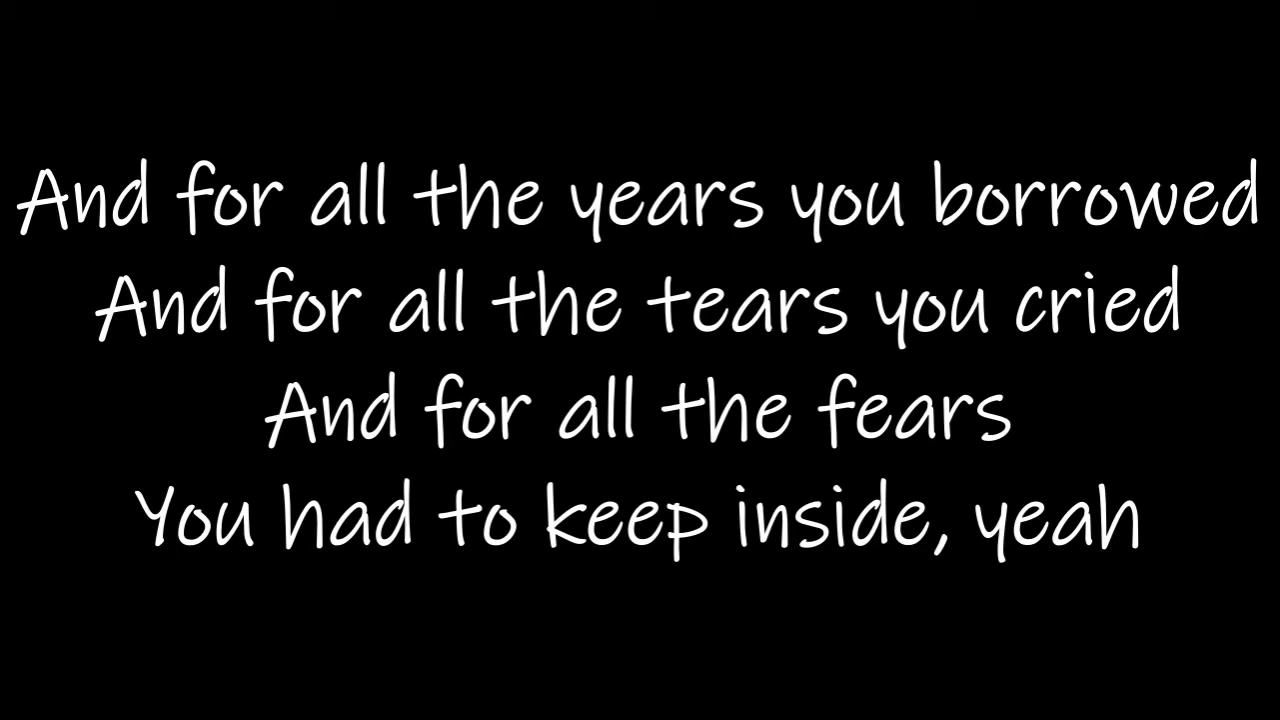 And for all the years you borrowed
And for all the tears you cried
And for all the fears
You had to keep inside, yeah